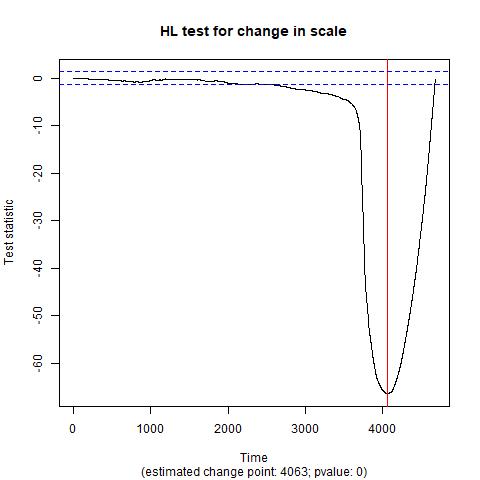 HL test for change in scale
Test statistic
0
-10
-20
-30
-40
-50
-60
0 1000 2000 3000 4000
Time
(estimated change point: 4063; pvalue: 0)